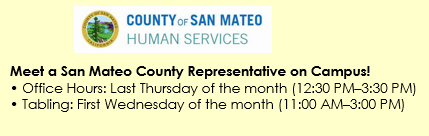 COUNTY OF SAN MATEO
HUMAN SERVICES
Meet a San Mateo County Representative on Campus!
• Office Hours: Last Thursday of the month (12:30 PM–3:30 PM)
• Tabling: First Wednesday of the month (11:00 AM–3:00 PM)